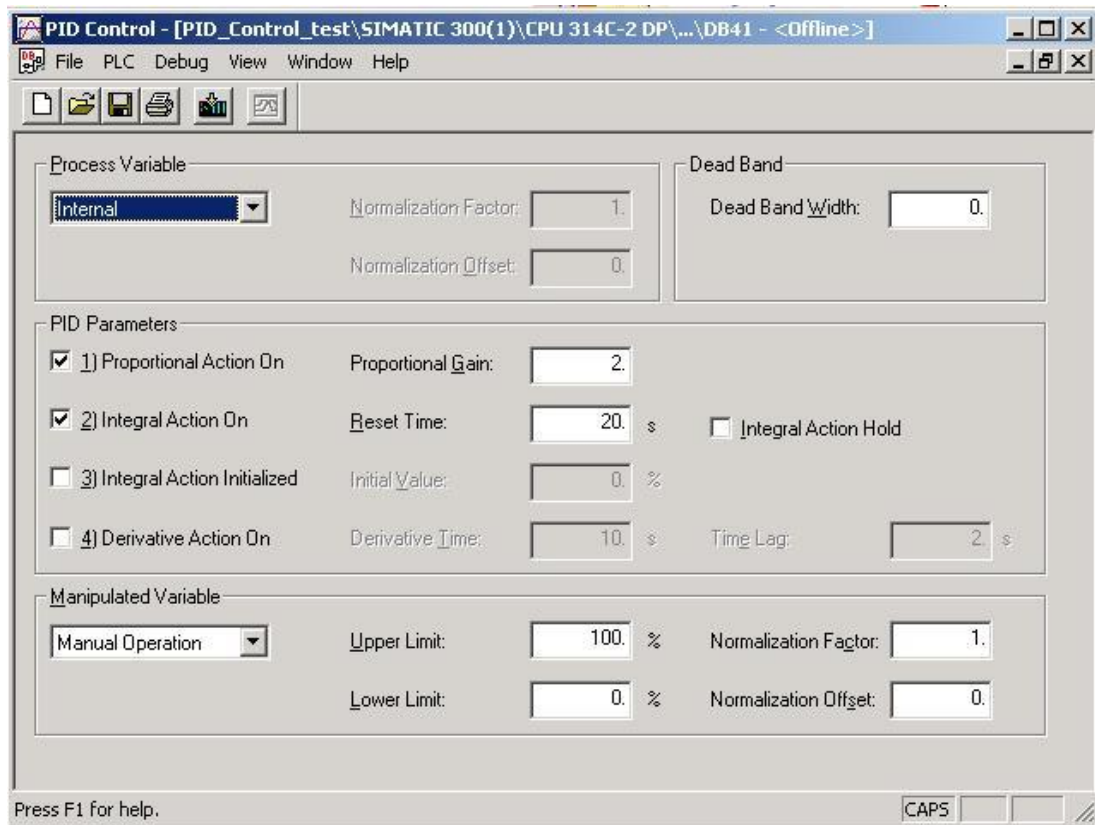 PID Control - [PID_Control_test\SIMATIC 300(1)\CPU 314C-2 DP\...\DB41 - <Offline>]
File PLC Debug View Window Help
Process Variable
Dead Band
Internal
Normalization Factor: 1.
Dead Band Width: 0.
Normalization Offset: 0.
PID Parameters
1) Proportional Action On Proportional Gain: 2.
2) Integral Action On Reset Time: 20. s Integral Action Hold
3) Integral Action Initialized Initial Value: 0. %
4) Derivative Action On Derivative Time: 10. s Time Lag: 2. s
Manipulated Variable
Manual Operation Upper Limit: 100. % Normalization Factor: 1.
Lower Limit: 0. % Normalization Offset: 0.
Press F1 for help. CAPS